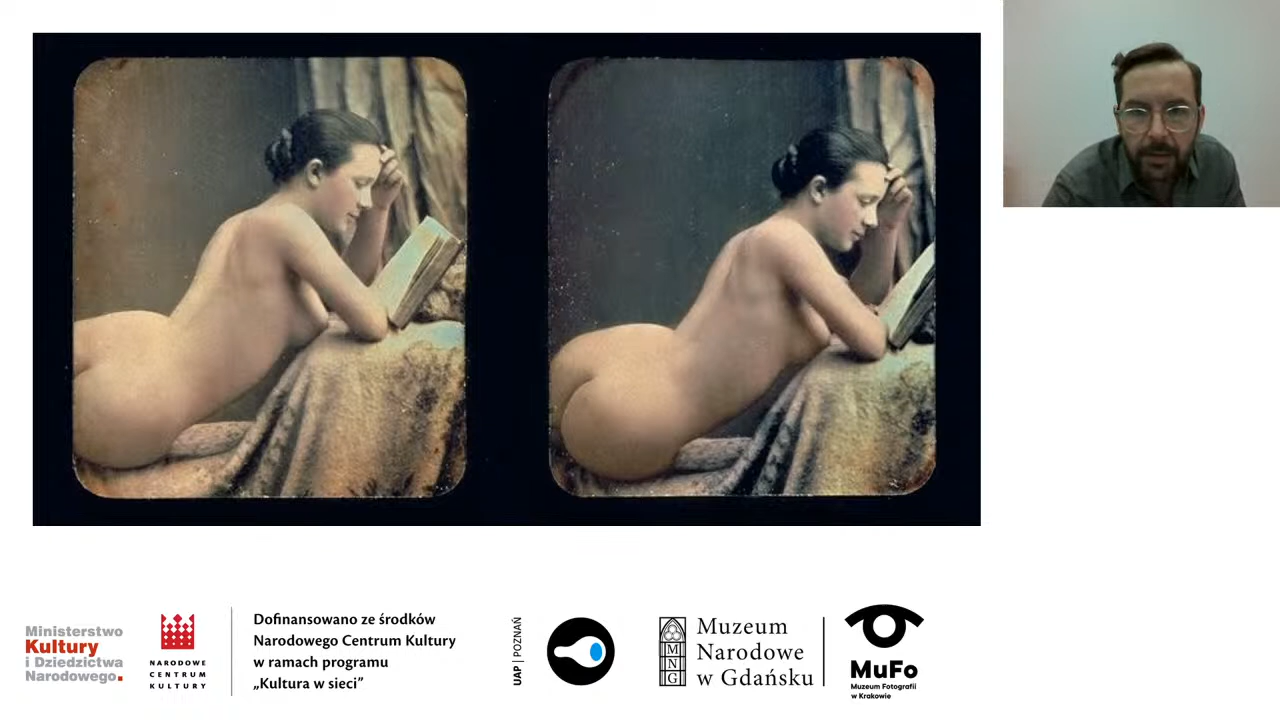 Ministerstwo
Kultury
i Dziedzictwa
Narodowego.
NARODOWE
CENTRUM
KULTURY
Dofinansowano ze środków
Narodowego Centrum Kultury
w ramach programu
„Kultura w sieci”
UAP | POZNAŃ
MNG
Muzeum
Narodowe
w Gdańsku
MuFo
Muzeum Fotografii
w Krakowie